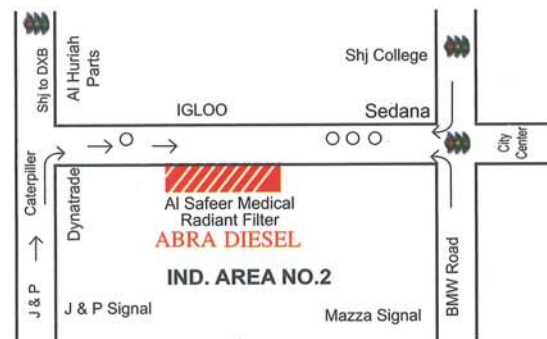 Shj to DXB
Al Huriah
Parts
Shj College
IGLOO
Sedana
City
Center
Caterpiller
Dynatrade
Al Safeer Medical
Radiant Filter
ABRA DIESEL
IND. AREA NO.2
J & P
J & P Signal
Mazza Signal
BMW Road